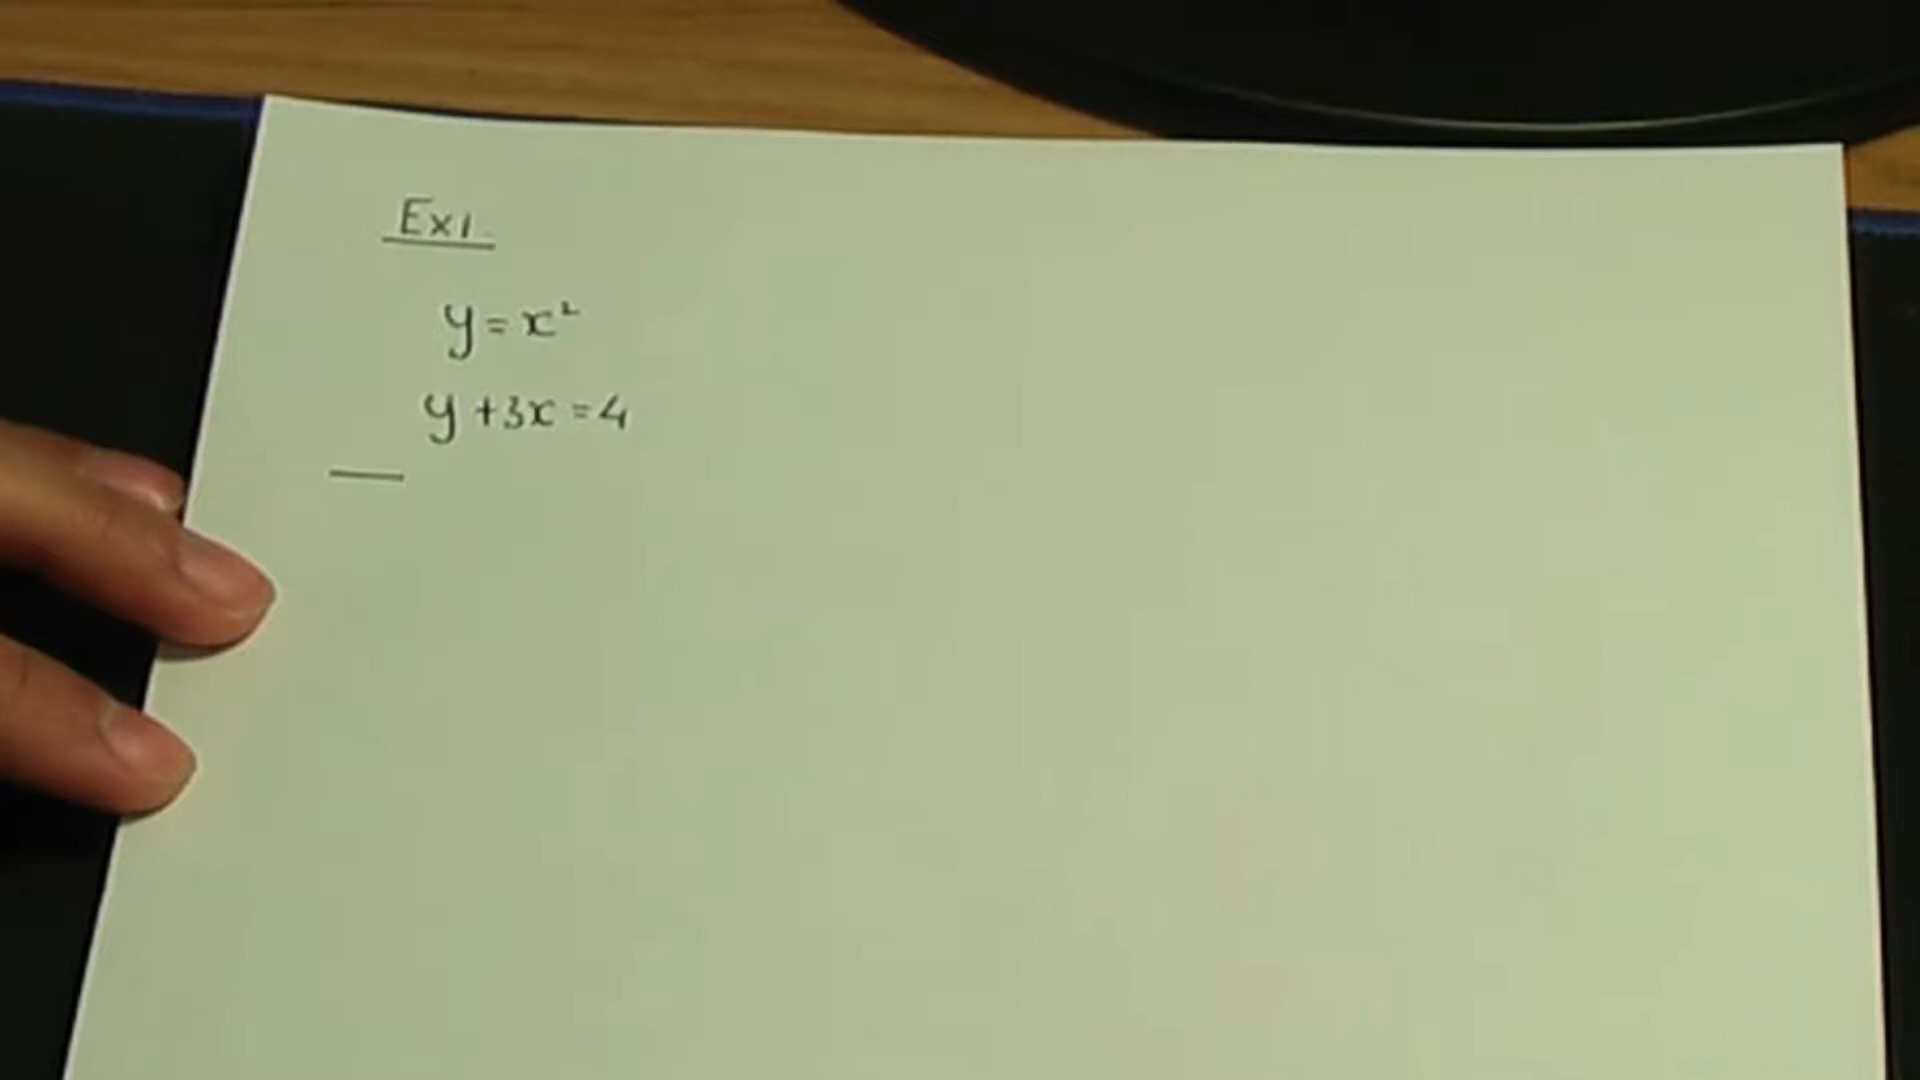 Ex1
y = x²
y + 3x = 4